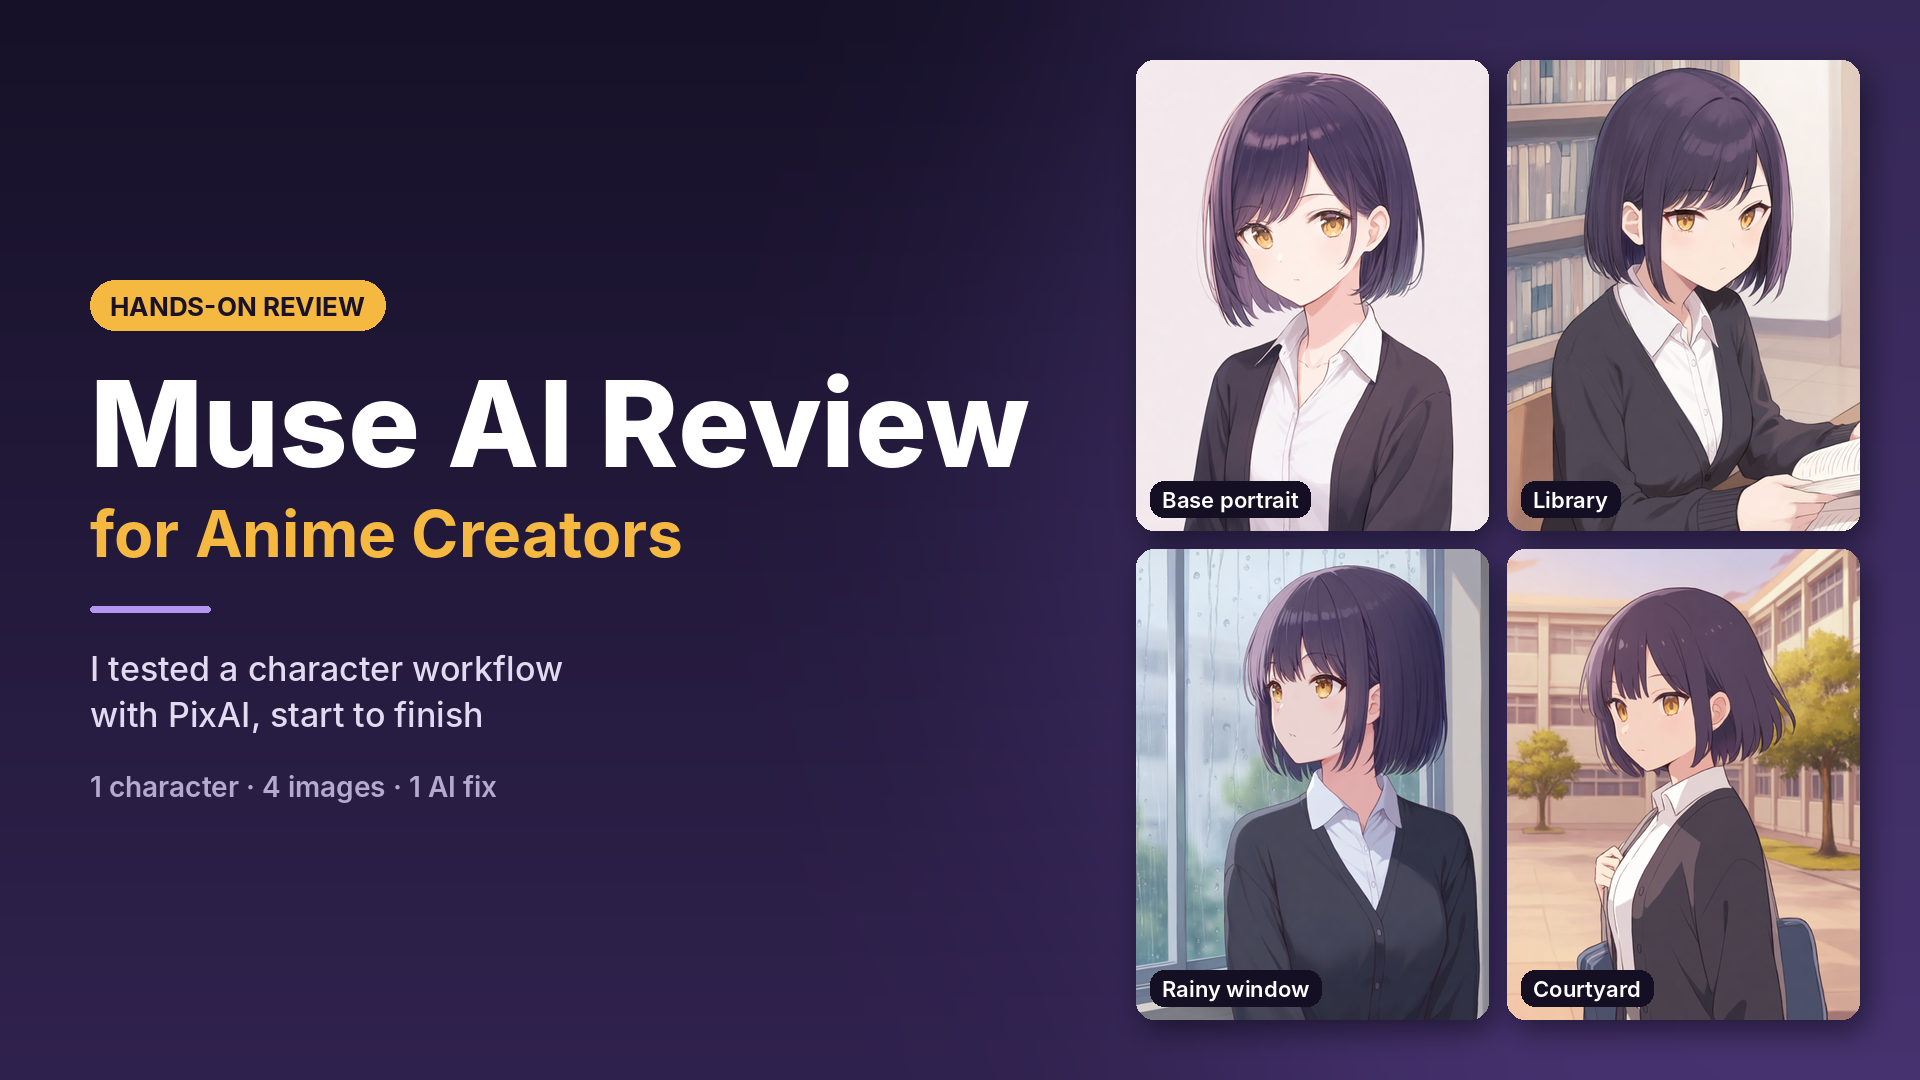 HANDS-ON REVIEW
Muse AI Review
for Anime Creators
I tested a character workflow
with PixAI, start to finish
1 character · 4 images · 1 AI fix
Base portrait
Library
Rainy window
Courtyard